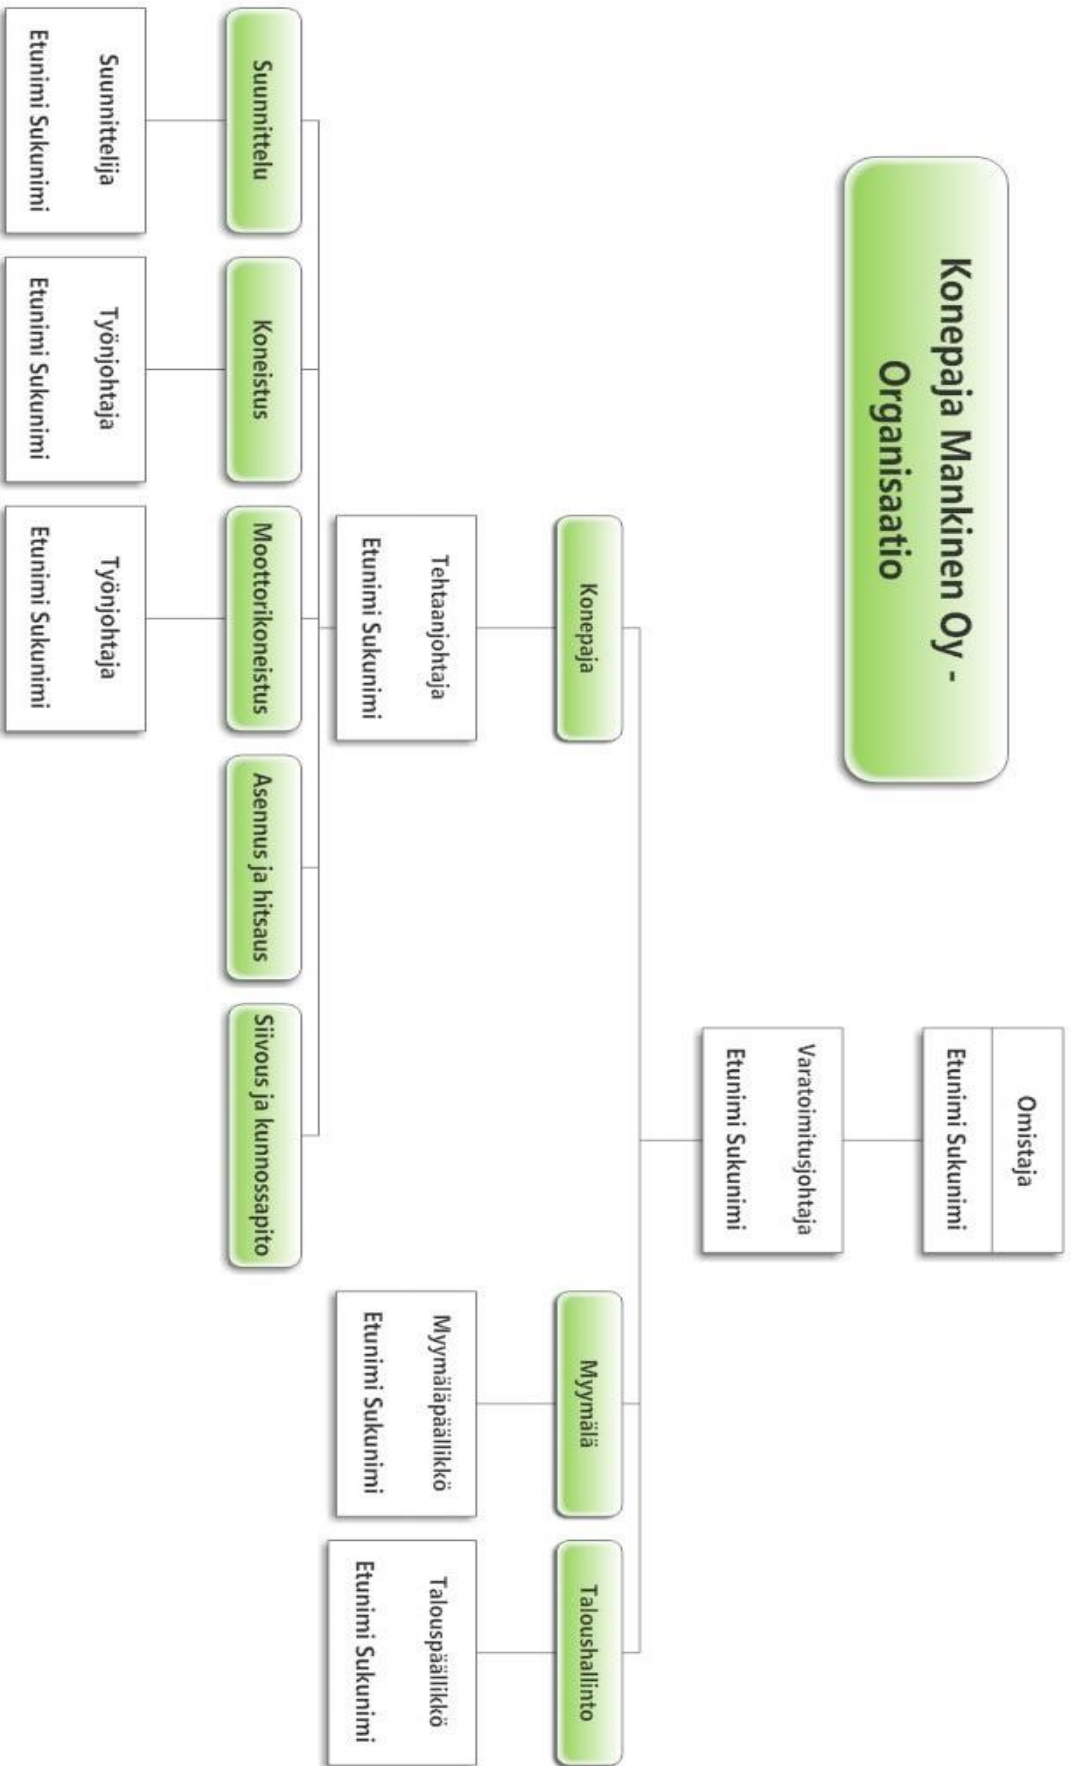 Konepaja Mankinen Oy -
Organisaatio
Omistaja
Etunimi Sukunimi
Varatoimitusjohtaja
Etunimi Sukunimi
Konepaja
Myymälä
Taloushallinto
Tehtaanjohtaja
Etunimi Sukunimi
Myymäläpäällikkö
Etunimi Sukunimi
Talouspäällikkö
Etunimi Sukunimi
Suunnittelu
Koneistus
Moottorikoneistus
Asennus ja hitsaus
Siivous ja kunnossapito
Suunnittelija
Etunimi Sukunimi
Työnjohtaja
Etunimi Sukunimi
Työnjohtaja
Etunimi Sukunimi